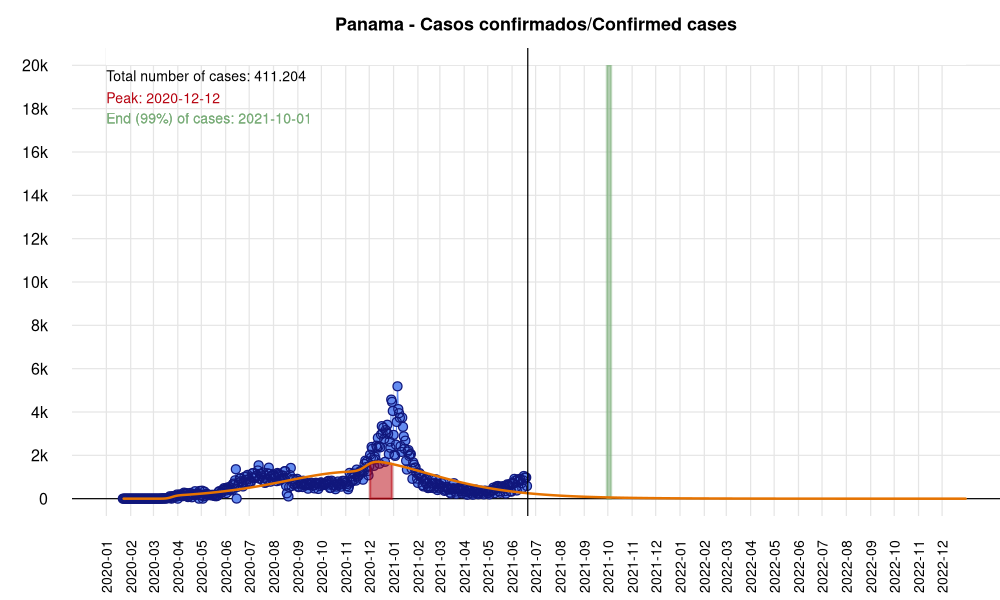 Panama - Casos confirmados/Confirmed cases
20k
18k
16k
14k
12k
10k
8k
6k
4k
2k
0
Total number of cases: 411.204
Peak: 2020-12-12
End (99%) of cases: 2021-10-01
2020-01
2020-02
2020-03
2020-04
2020-05
2020-06
2020-07
2020-08
2020-09
2020-10
2020-11
2020-12
2021-01
2021-02
2021-03
2021-04
2021-05
2021-06
2021-07
2021-08
2021-09
2021-10
2021-11
2021-12
2022-01
2022-02
2022-03
2022-04
2022-05
2022-06
2022-07
2022-08
2022-09
2022-10
2022-11
2022-12